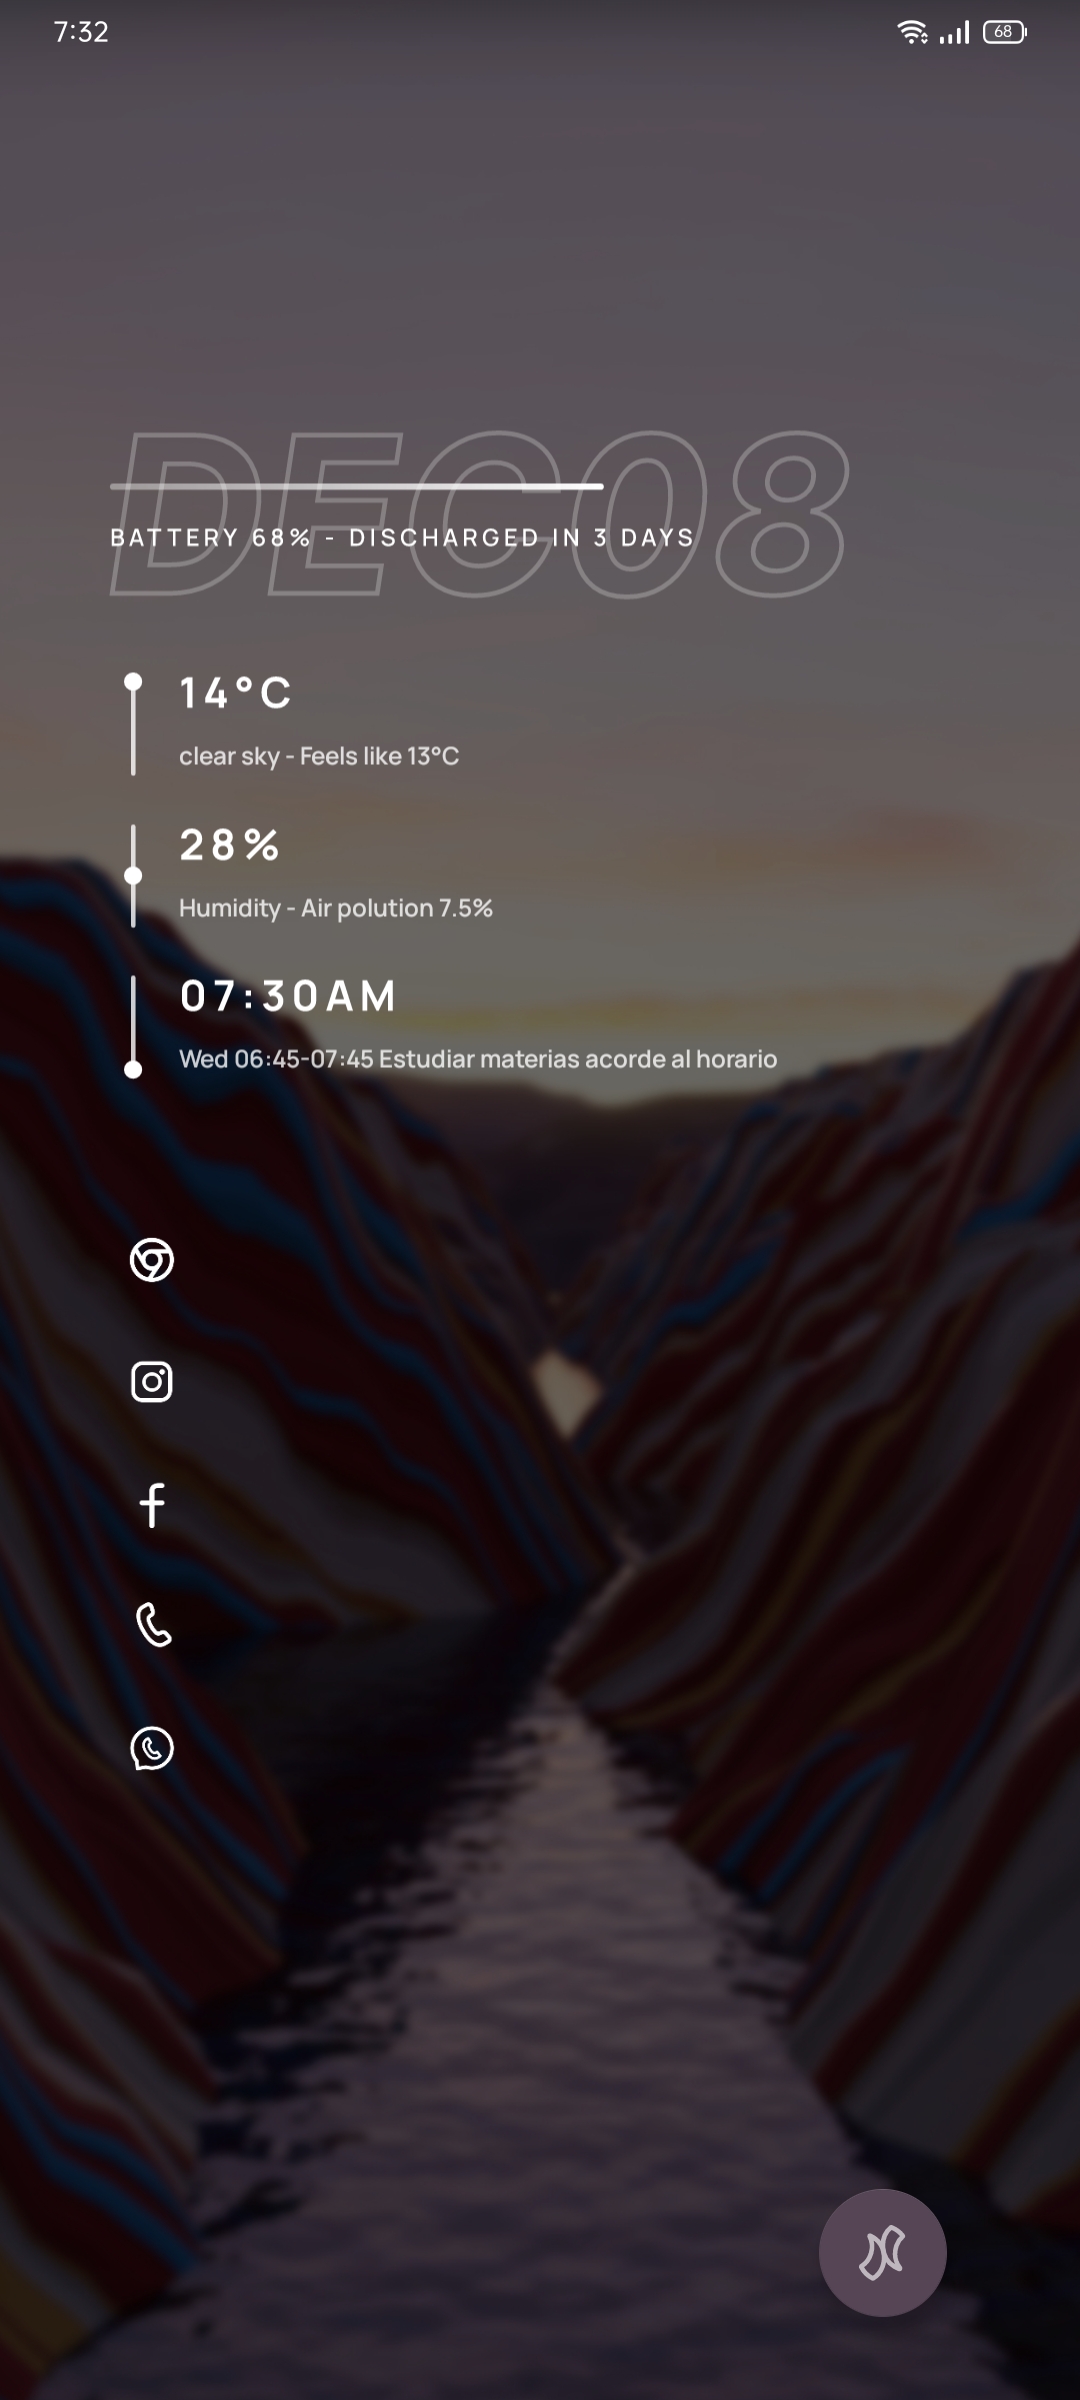 7:32
68
DEC08
BATTERY 68% - DISCHARGED IN 3 DAYS
14°C
clear sky - Feels like 13°C
28%
Humidity - Air polution 7.5%
07:30AM
Wed 06:45-07:45 Estudiar materias acorde al horario